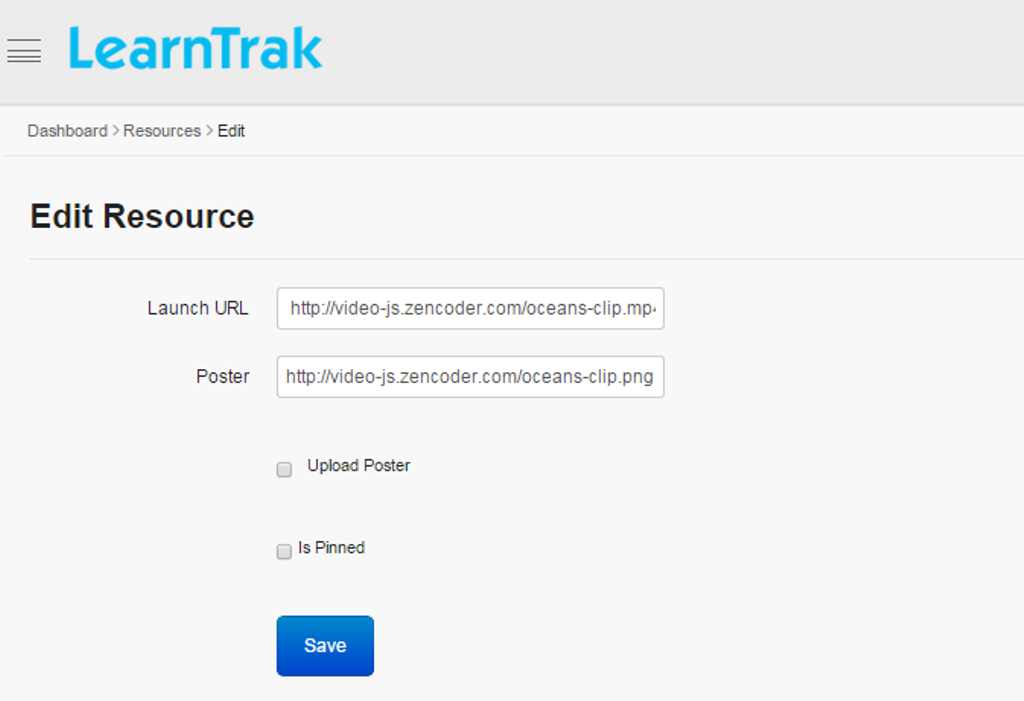 LearnTrak
Dashboard > Resources > Edit
Edit Resource
Launch URL http://video-js.zencoder.com/oceans-clip.mp
Poster http://video-js.zencoder.com/oceans-clip.png
Upload Poster
Is Pinned
Save